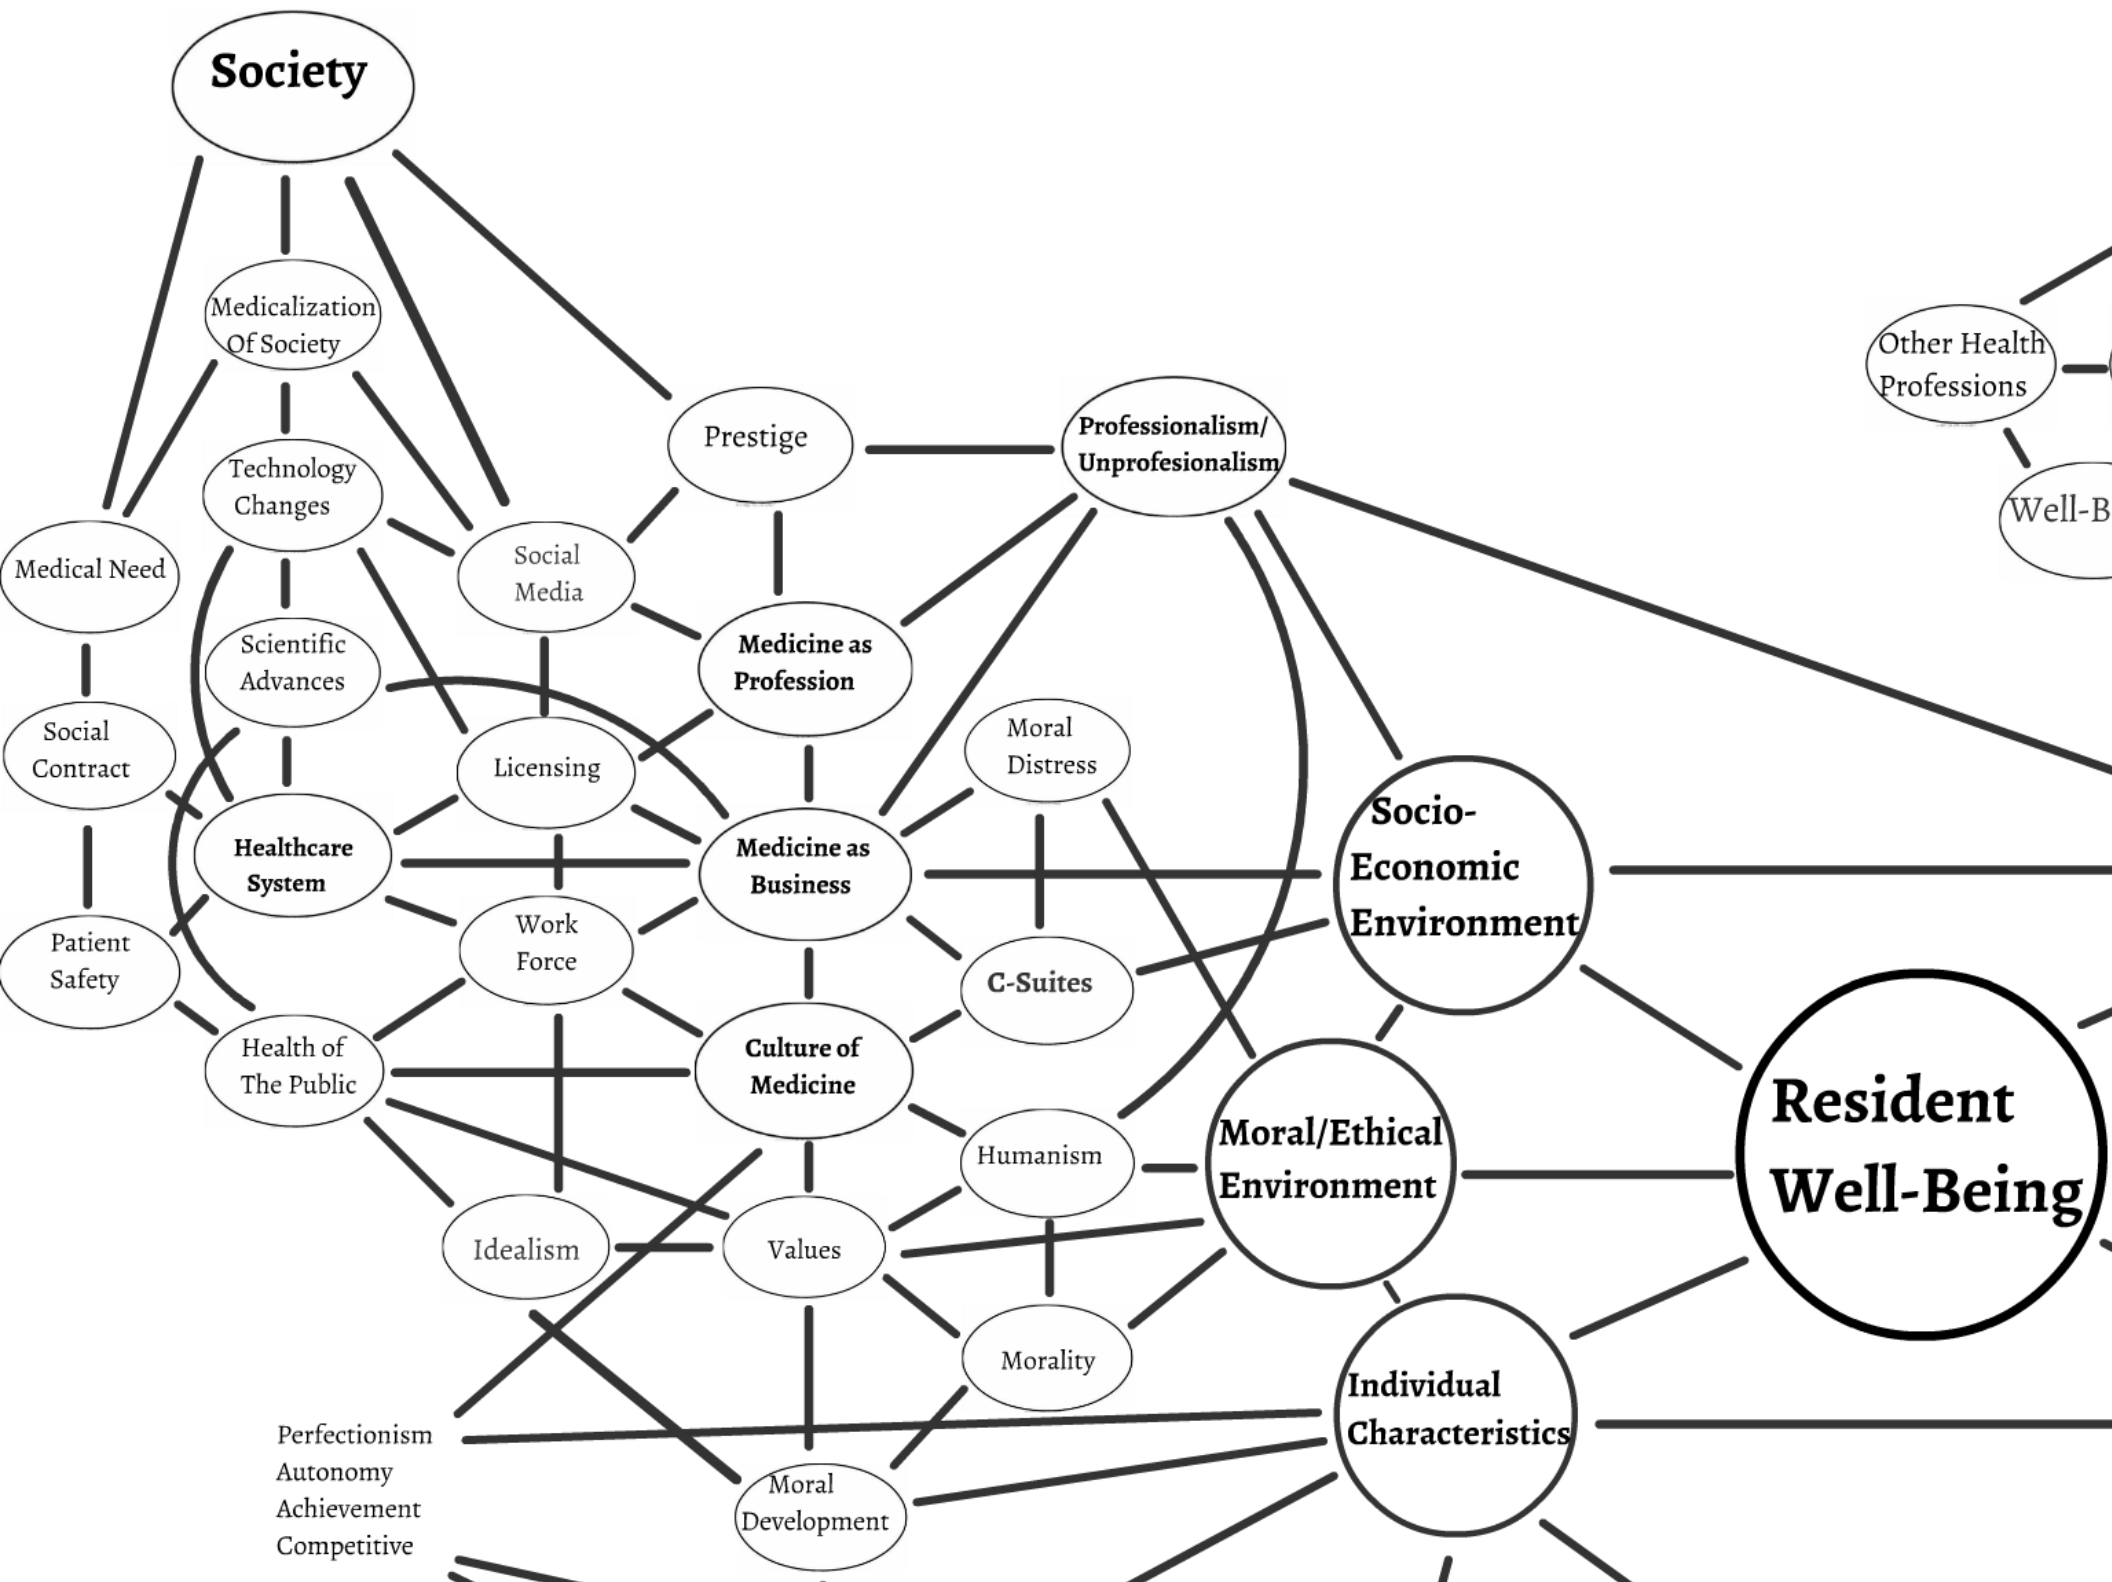 Society
Medicalization
Of Society
Technology
Changes
Medical Need
Social
Media
Prestige
Professionalism/
Unprofesionalism
Other Health
Professions
Well-B
Scientific
Advances
Medicine as
Profession
Social
Contract
Licensing
Moral
Distress
Healthcare
System
Medicine as
Business
Socio-
Economic
Environment
Patient
Safety
Work
Force
C-Suites
Health of
The Public
Culture of
Medicine
Humanism
Moral/Ethical
Environment
Resident
Well-Being
Idealism
Values
Morality
Individual
Characteristics
Perfectionism
Autonomy
Achievement
Competitive
Moral
Development